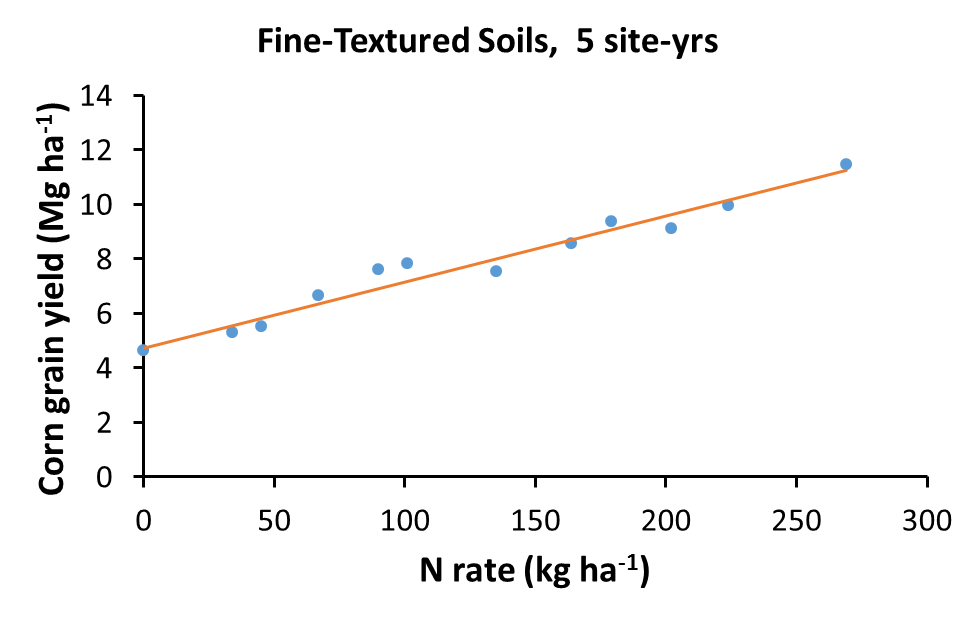 Fine-Textured Soils,  5 site-yrs
Corn grain yield (Mg ha⁻¹)
14
12
10
8
6
4
2
0
0 50 100 150 200 250 300
N rate (kg ha⁻¹)